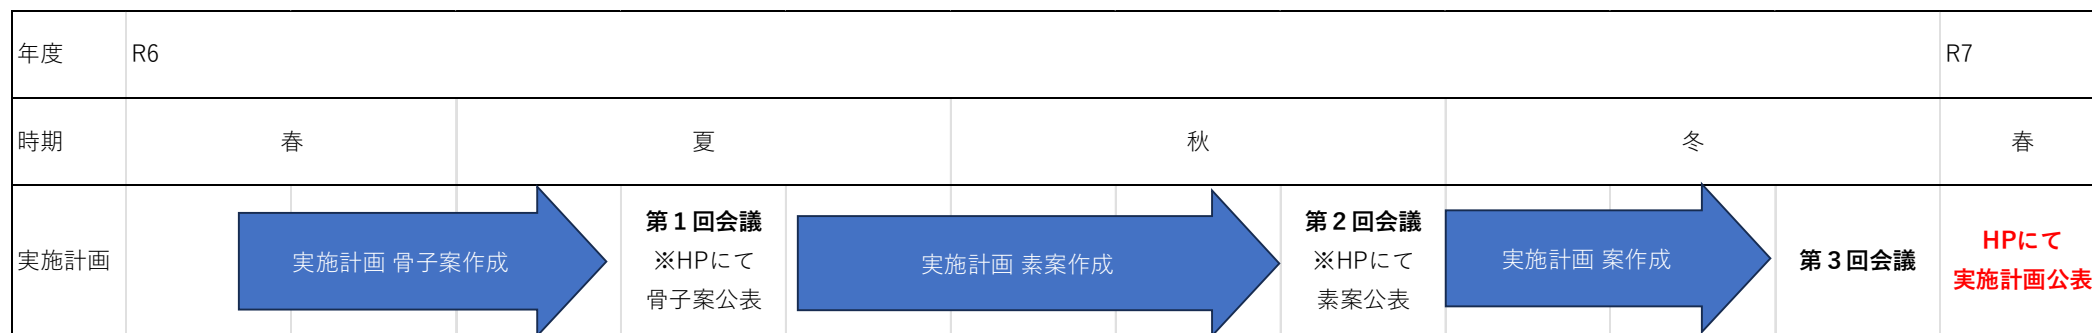 年度 R6 R7
時期 春 夏 秋 冬 春
実施計画
実施計画 骨子案作成
第１回会議
※HPにて
骨子案公表
実施計画 素案作成
第２回会議
※HPにて
素案公表
実施計画 案作成
第３回会議
HPにて
実施計画公表